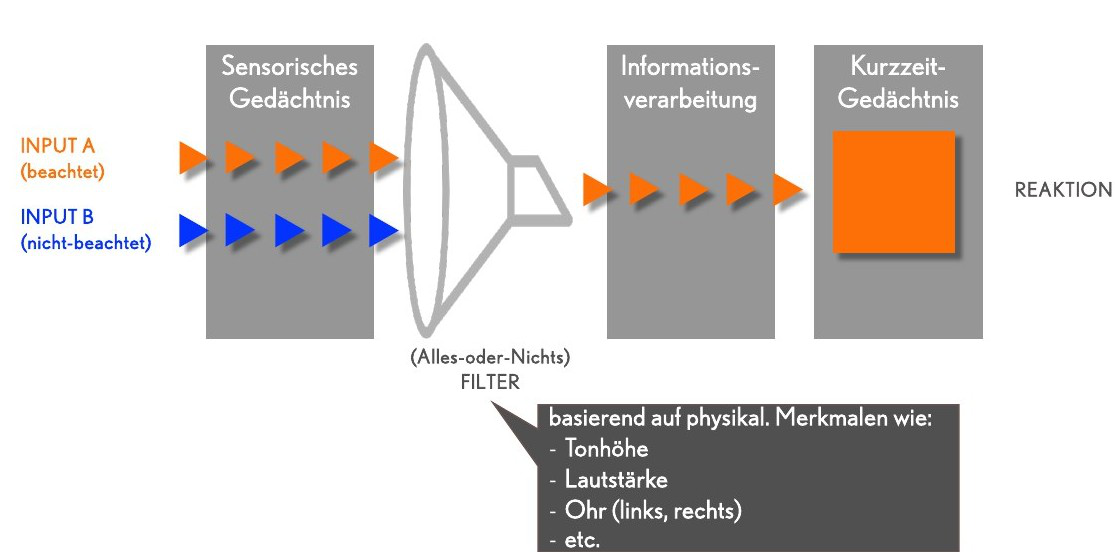 Sensorisches
Gedächtnis
Informations-
verarbeitung
Kurzzeit-
Gedächtnis
INPUT A
(beachtet)
INPUT B
(nicht-beachtet)
REAKTION
(Alles-oder-Nichts)
FILTER
basierend auf physikal. Merkmalen wie:
- Tonhöhe
- Lautstärke
- Ohr (links, rechts)
- etc.